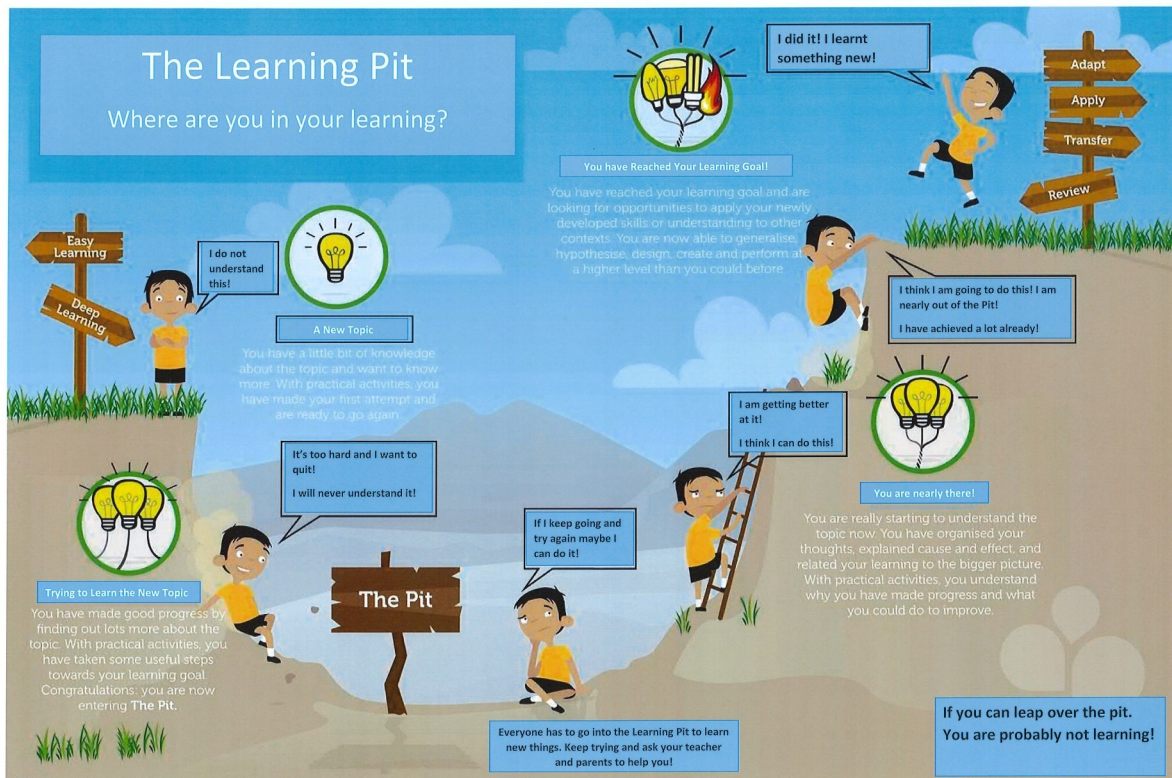 The Learning Pit
Where are you in your learning?
I did it! I learnt
something new!
Adapt
Apply
Transfer
Review
You have Reached Your Learning Goal!
You have reached your learning goal and are
looking for opportunities to apply your newly
developed skills or understanding to other
contexts. You are now able to generalise,
hypothesise, design, create and perform at
a higher level than you could before
Easy
Learning
Deep
Learning
I do not
understand
this!
A New Topic
You have a little bit of knowledge
about the topic and want to know
more. With practical activities, you
have made your first attempt and
are ready to go again.
I think I am going to do this! I am
nearly out of the Pit!
I have achieved a lot already!
I am getting better
at it!
I think I can do this!
It's too hard and I want to
quit!
I will never understand it!
You are nearly there!
You are really starting to understand the
topic now. You have organised your
thoughts, explained cause and effect, and
related your learning to the bigger picture.
With practical activities, you understand
why you have made progress and what
you could do to improve.
If I keep going and
try again maybe I
can do it!
The Pit
Trying to Learn the New Topic
You have made good progress by
finding out lots more about the
topic. With practical activities, you
have taken some useful steps
towards your learning goal.
Congratulations: you are now
entering The Pit.
Everyone has to go into the Learning Pit to learn
new things. Keep trying and ask your teacher
and parents to help you!
If you can leap over the pit.
You are probably not learning!